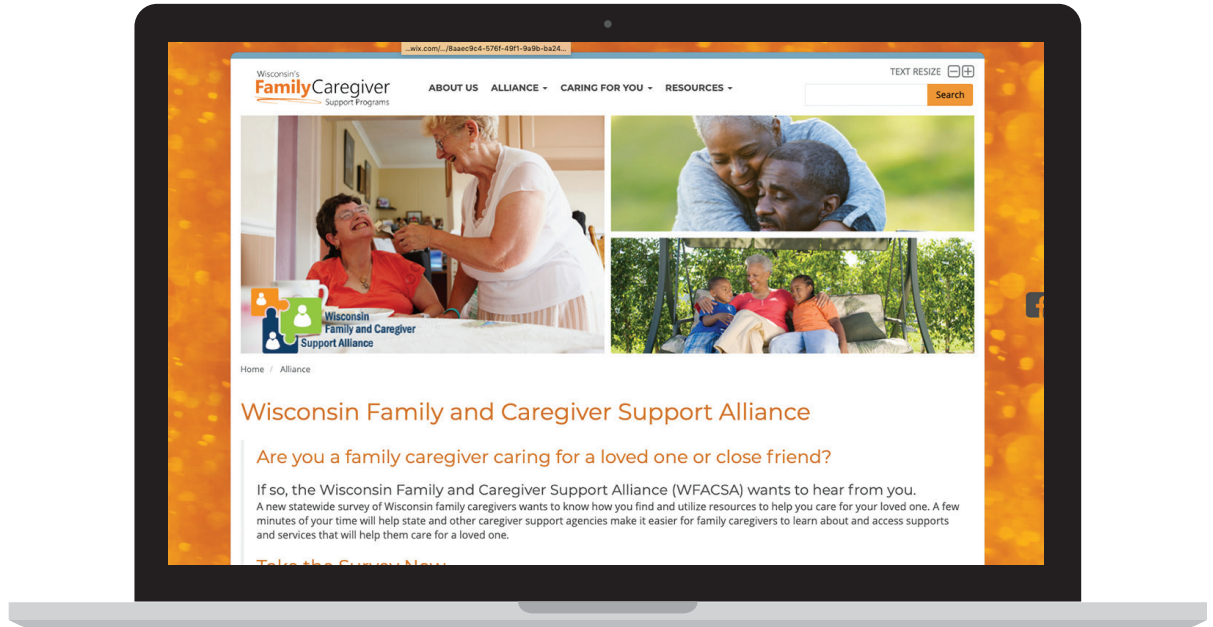 ...wix.com/.../8aaec9c4-576f-49f1-9a9b-ba24...
TEXT RESIZE
Wisconsin's
FamilyCaregiver
Support Programs
ABOUT US ALLIANCE CARING FOR YOU RESOURCES
Search
Wisconsin
Family and Caregiver
Support Alliance
Home / Alliance
Wisconsin Family and Caregiver Support Alliance
Are you a family caregiver caring for a loved one or close friend?
If so, the Wisconsin Family and Caregiver Support Alliance (WFACSA) wants to hear from you.
A new statewide survey of Wisconsin family caregivers wants to know how you find and utilize resources to help you care for your loved one. A few
minutes of your time will help state and other caregiver support agencies make it easier for family caregivers to learn about and access supports
and services that will help them care for a loved one.
Take the Survey Now